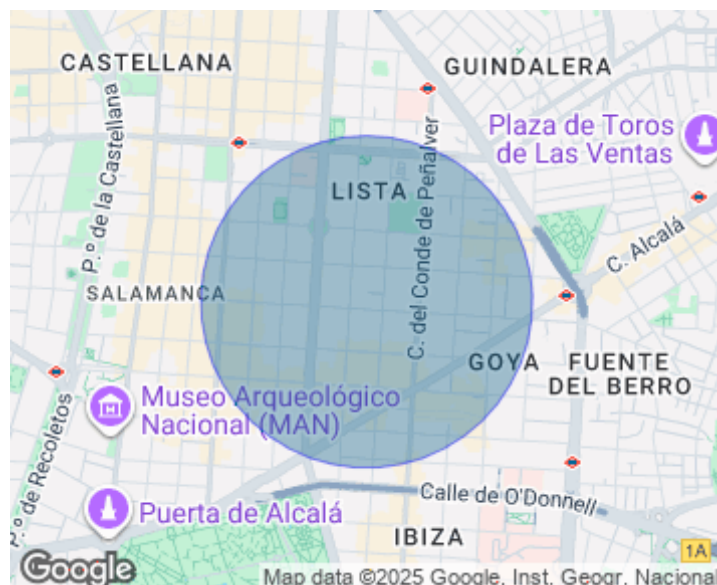 CASTELLANA
GUINDALERA
Plaza de Toros
de Las Ventas
P.º de la Castellana
LISTA
C. del Conde de Peñalver
C. Alcalá
SALAMANCA
GOYA
FUENTE
DEL BERRO
Museo Arqueológico
Nacional (MAN)
P.º de Recoletos
Puerta de Alcalá
Calle de O'Donnell
IBIZA
1A
Google
Map data ©2025 Google, Inst. Geogr. Nacional